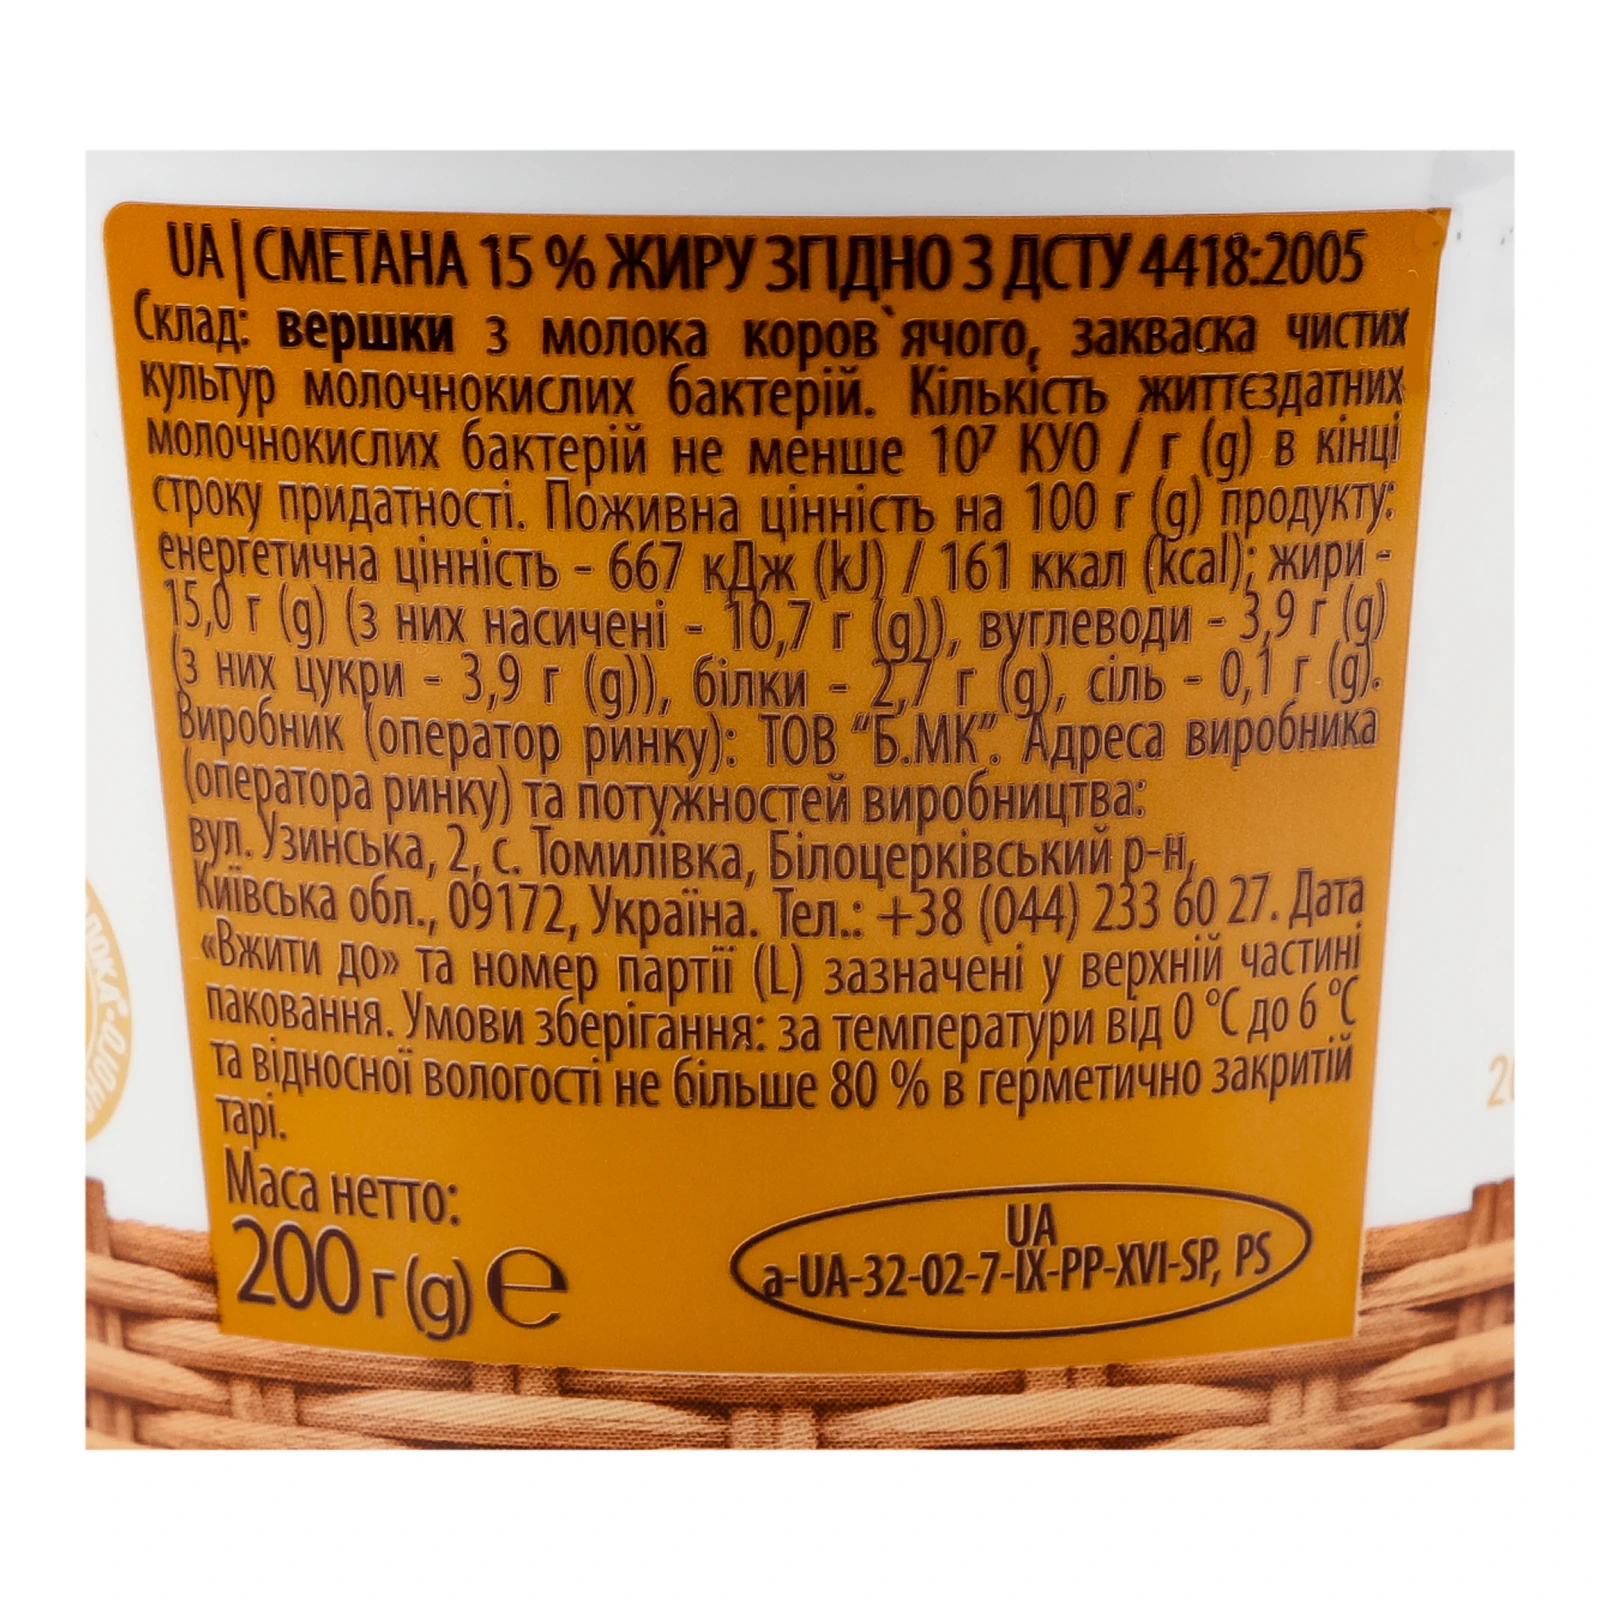 UA | СМЕТАНА 15 % ЖИРУ ЗГІДНО З ДСТУ 4418:2005
Склад: вершки з молока коров`ячого, закваска чистих
культур молочнокислих бактерій. Кількість життєздатних
молочнокислих бактерій не менше 10⁷ КУО / г (g) в кінці
строку придатності. Поживна цінність на 100 г (g) продукту:
енергетична цінність - 667 кДж (kJ) / 161 ккал (kcal); жири -
15,0 г (g) (з них насичені - 10,7 г (g)), вуглеводи - 3,9 г (g)
(з них цукри - 3,9 г (g)), білки - 2,7 г (g), сіль - 0,1 г (g).
Виробник (оператор ринку): ТОВ “Б.МК”. Адреса виробника
(оператора ринку) та потужностей виробництва:
вул. Узинська, 2, с. Томилівка, Білоцерківський р-н,
Київська обл., 09172, Україна. Тел.: +38 (044) 233 60 27. Дата
«Вжити до» та номер партії (L) зазначені у верхній частині
паковання. Умови зберігання: за температури від 0 °С до 6 °С
та відносної вологості не більше 80 % в герметично закритій
тарі.
Маса нетто:
200 г (g) e
UA
a-UA-32-02-7-IX-PP-XVI-SP, PS